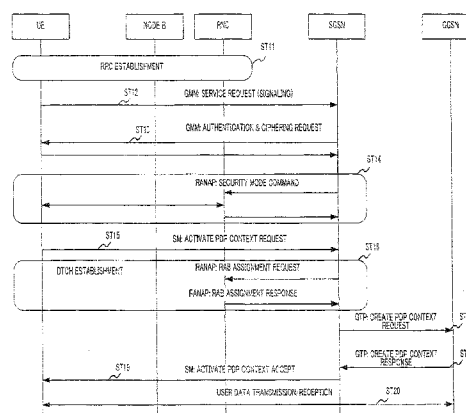 UE NODE B RNC SGSN GGSN
ST11
RRC ESTABLISHMENT
ST12
GMM: SERVICE REQUEST (SIGNALING)
ST13
GMM: AUTHENTICATION & CIPHERING REQUEST
ST14
RANAP: SECURITY MODE COMMAND
ST15
SM: ACTIVATE PDP CONTEXT REQUEST
ST16
DTCH ESTABLISHMENT
RANAP: RAB ASSIGNMENT REQUEST
RANAP: RAB ASSIGNMENT RESPONSE
GTP: CREATE PDP CONTEXT
REQUEST
GTP: CREATE PDP CONTEXT
RESPONSE
ST19
SM: ACTIVATE PDP CONTEXT ACCEPT
USER DATA TRANSMISSION/RECEPTION
ST20